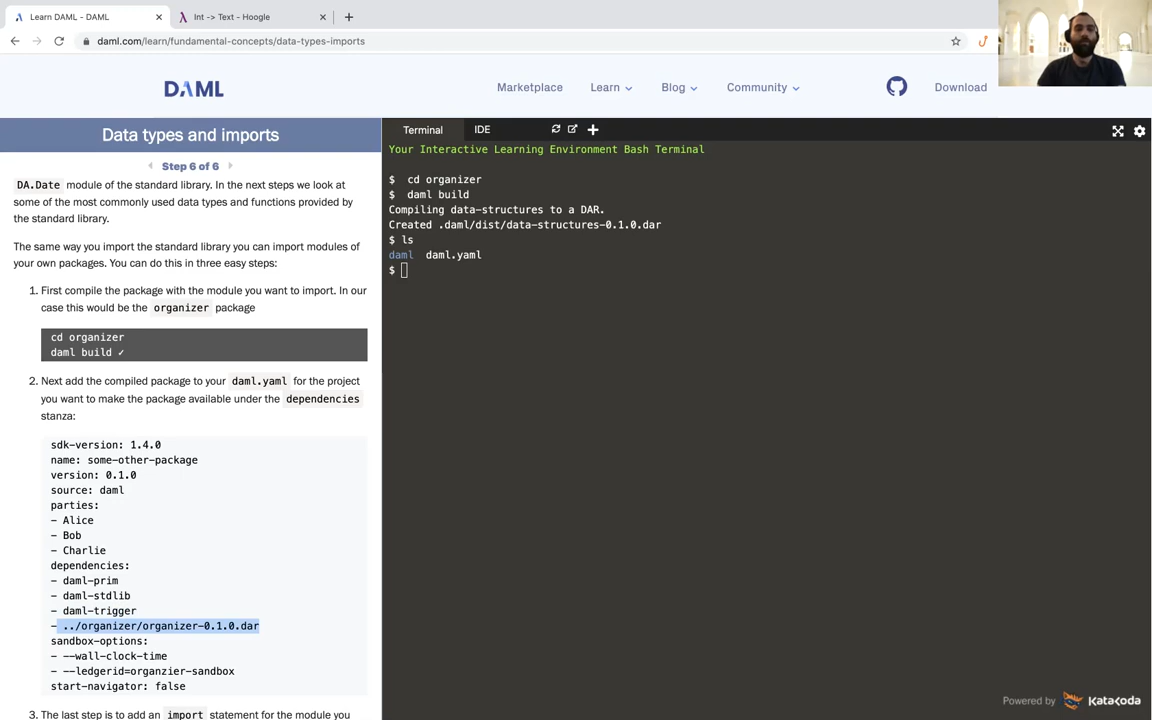 Learn DAML - DAML
Int -> Text - Hoogle
daml.com/learn/fundamental-concepts/data-types-imports
DAML
Marketplace
Learn
Blog
Community
Download
Data types and imports
Step 6 of 6
DA.Date module of the standard library. In the next steps we look at
some of the most commonly used data types and functions provided by
the standard library.
The same way you import the standard library you can import modules of
your own packages. You can do this in three easy steps:
1. First compile the package with the module you want to import. In our
case this would be the organizer package
cd organizer
daml build ✓
2. Next add the compiled package to your daml.yaml for the project
you want to make the package available under the dependencies
stanza:
sdk-version: 1.4.0
name: some-other-package
version: 0.1.0
source: daml
parties:
- Alice
- Bob
- Charlie
dependencies:
- daml-prim
- daml-stdlib
- daml-trigger
- ../organizer/organizer-0.1.0.dar
sandbox-options:
- --wall-clock-time
- --ledgerid=organzier-sandbox
start-navigator: false
3. The last step is to add an import statement for the module you
Terminal
IDE
Your Interactive Learning Environment Bash Terminal
$ cd organizer
$ daml build
Compiling data-structures to a DAR.
Created .daml/dist/data-structures-0.1.0.dar
$ ls
daml daml.yaml
$
Powered by Katacoda